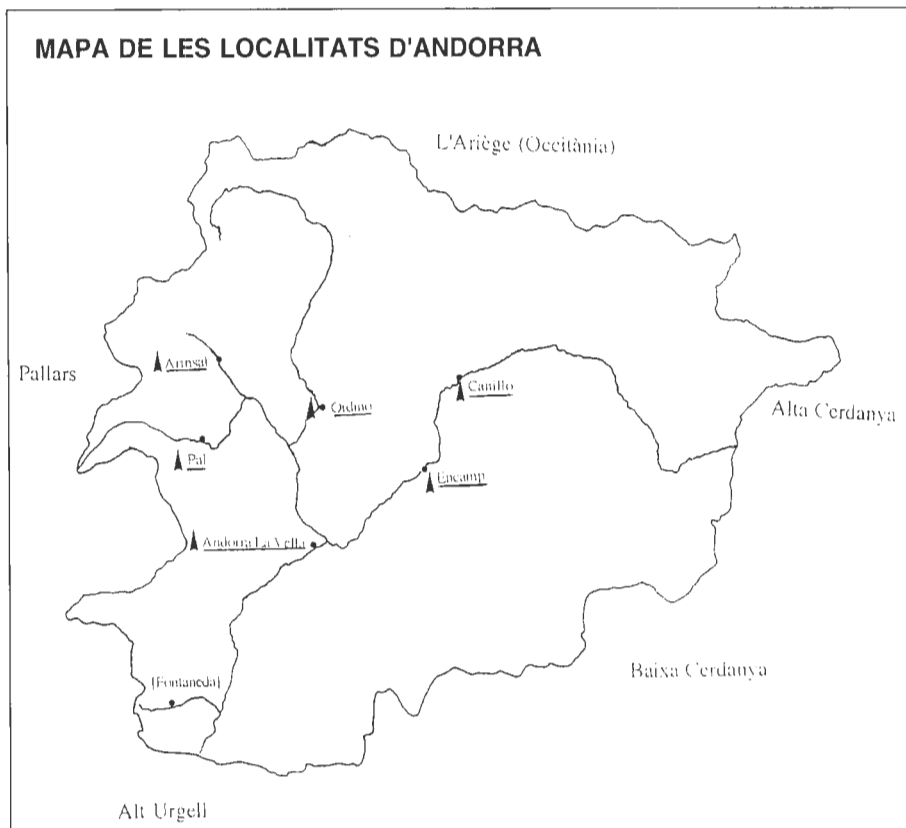 MAPA DE LES LOCALITATS D'ANDORRA
L'Ariège (Occitània)
Arinsal
Pallars
Canillo
Ordino
Alta Cerdanya
Pal
Encamp
Andorra La Vella
Baixa Cerdanya
(Fontaneda)
Alt Urgell